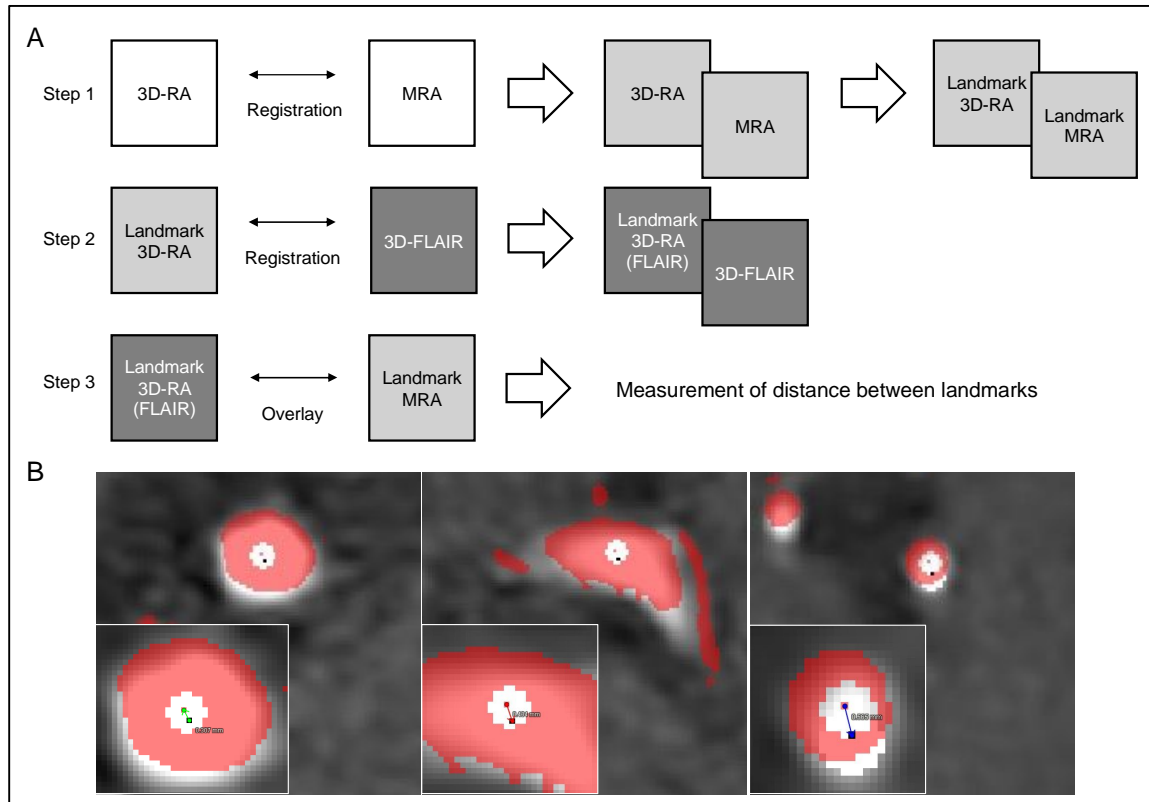 A
Step 1
3D-RA
Registration
MRA
3D-RA
MRA
Landmark
3D-RA
Landmark
MRA
Step 2
Landmark
3D-RA
Registration
3D-FLAIR
Landmark
3D-RA
(FLAIR)
3D-FLAIR
Step 3
Landmark
3D-RA
(FLAIR)
Overlay
Landmark
MRA
Measurement of distance between landmarks
B